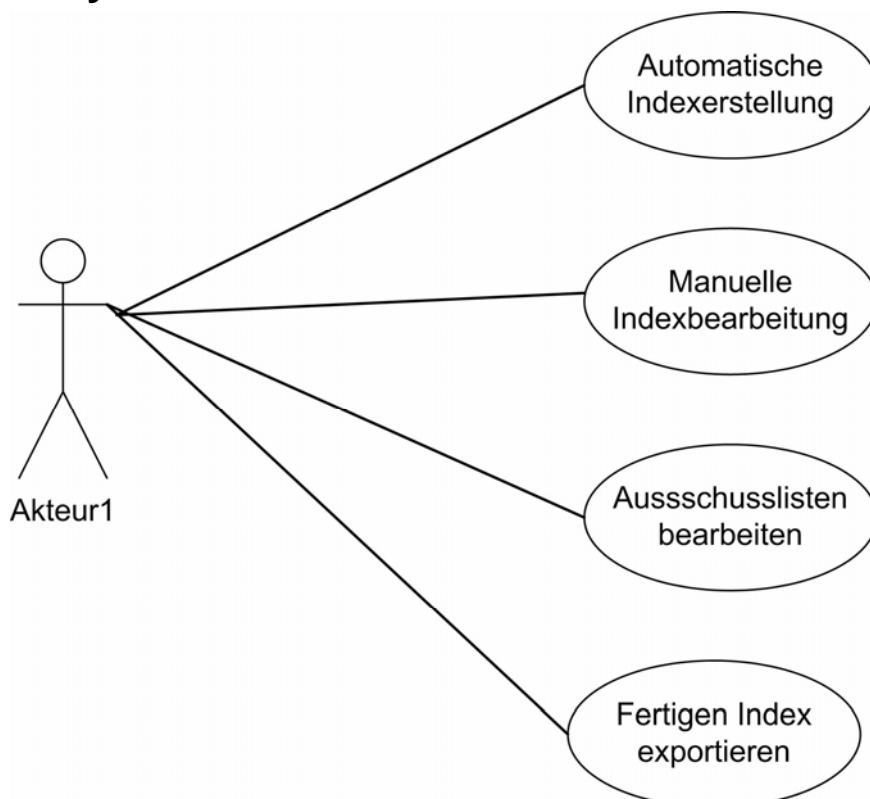 Automatische
Indexerstellung
Manuelle
Indexbearbeitung
Akteur1
Aussschusslisten
bearbeiten
Fertigen Index
exportieren